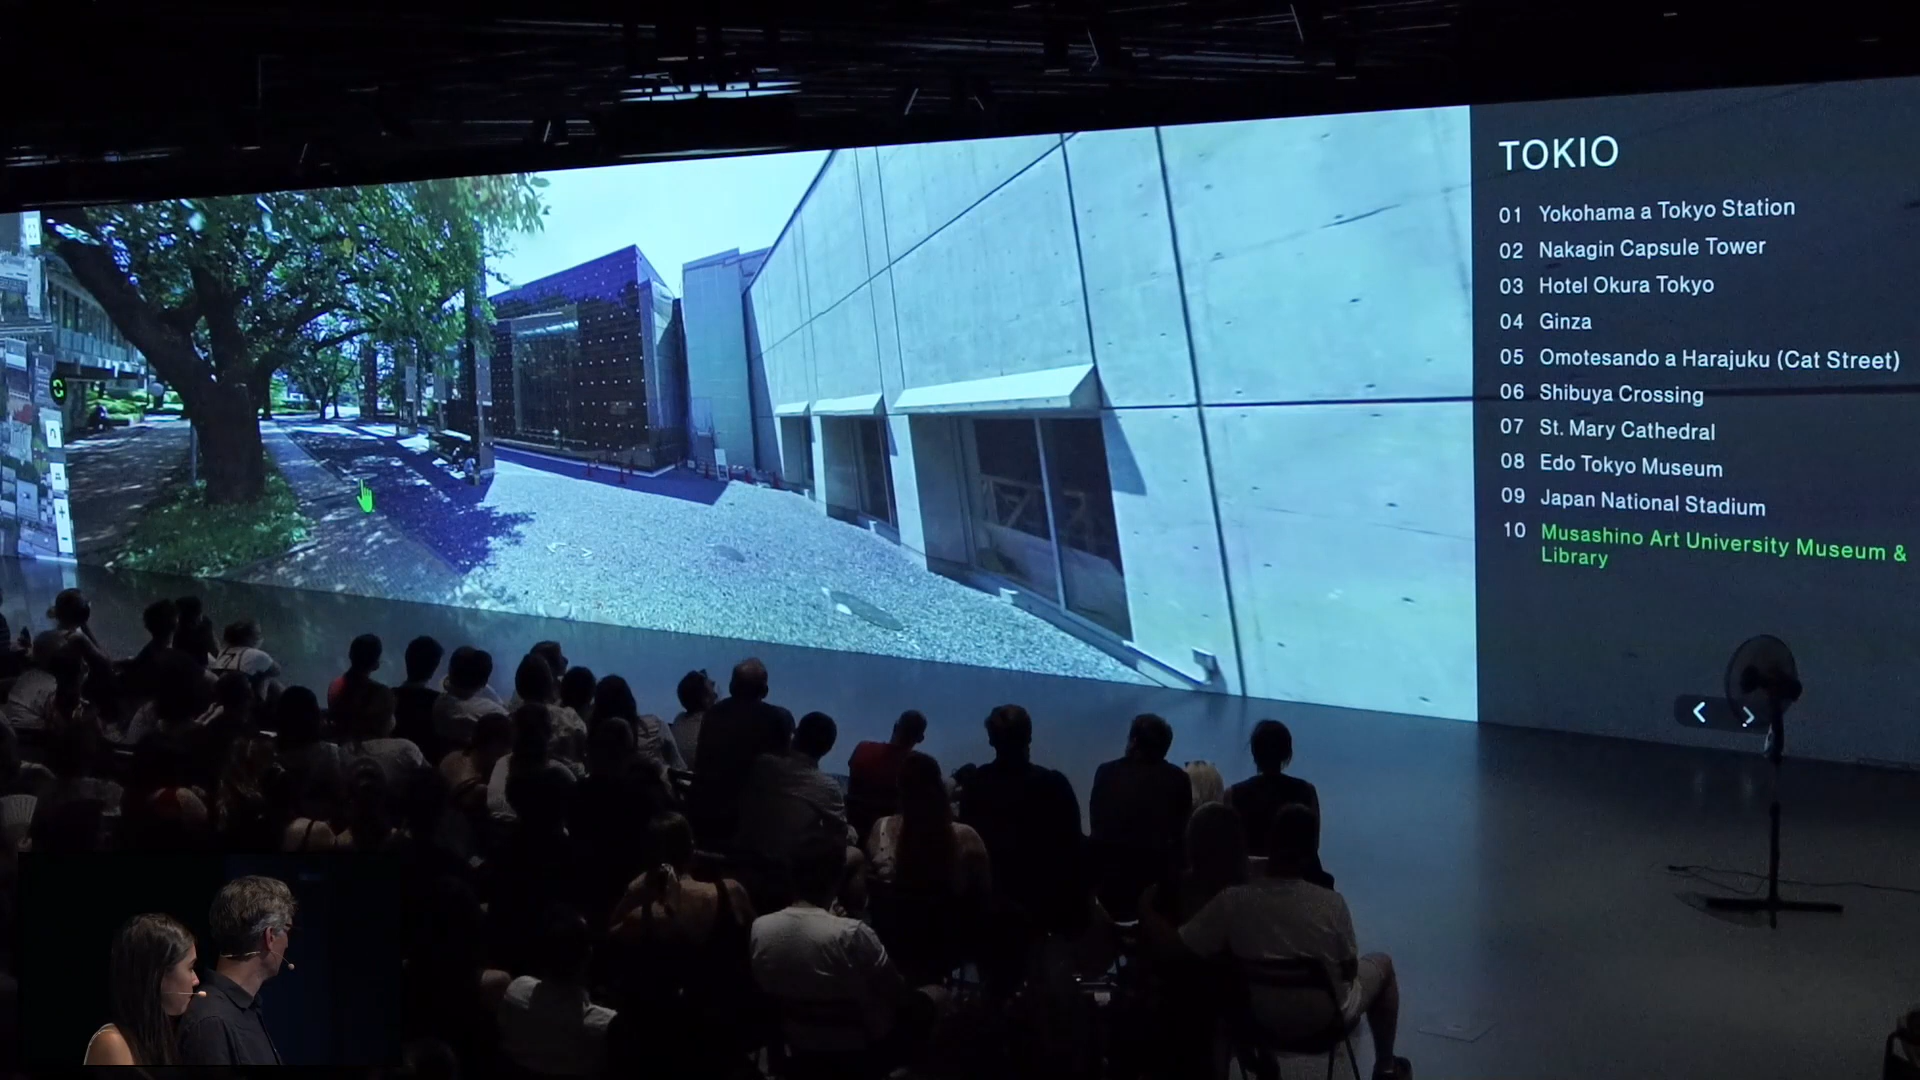 TOKIO
01 Yokohama a Tokyo Station
02 Nakagin Capsule Tower
03 Hotel Okura Tokyo
04 Ginza
05 Omotesando a Harajuku (Cat Street)
06 Shibuya Crossing
07 St. Mary Cathedral
08 Edo Tokyo Museum
09 Japan National Stadium
10 Musashino Art University Museum &
Library